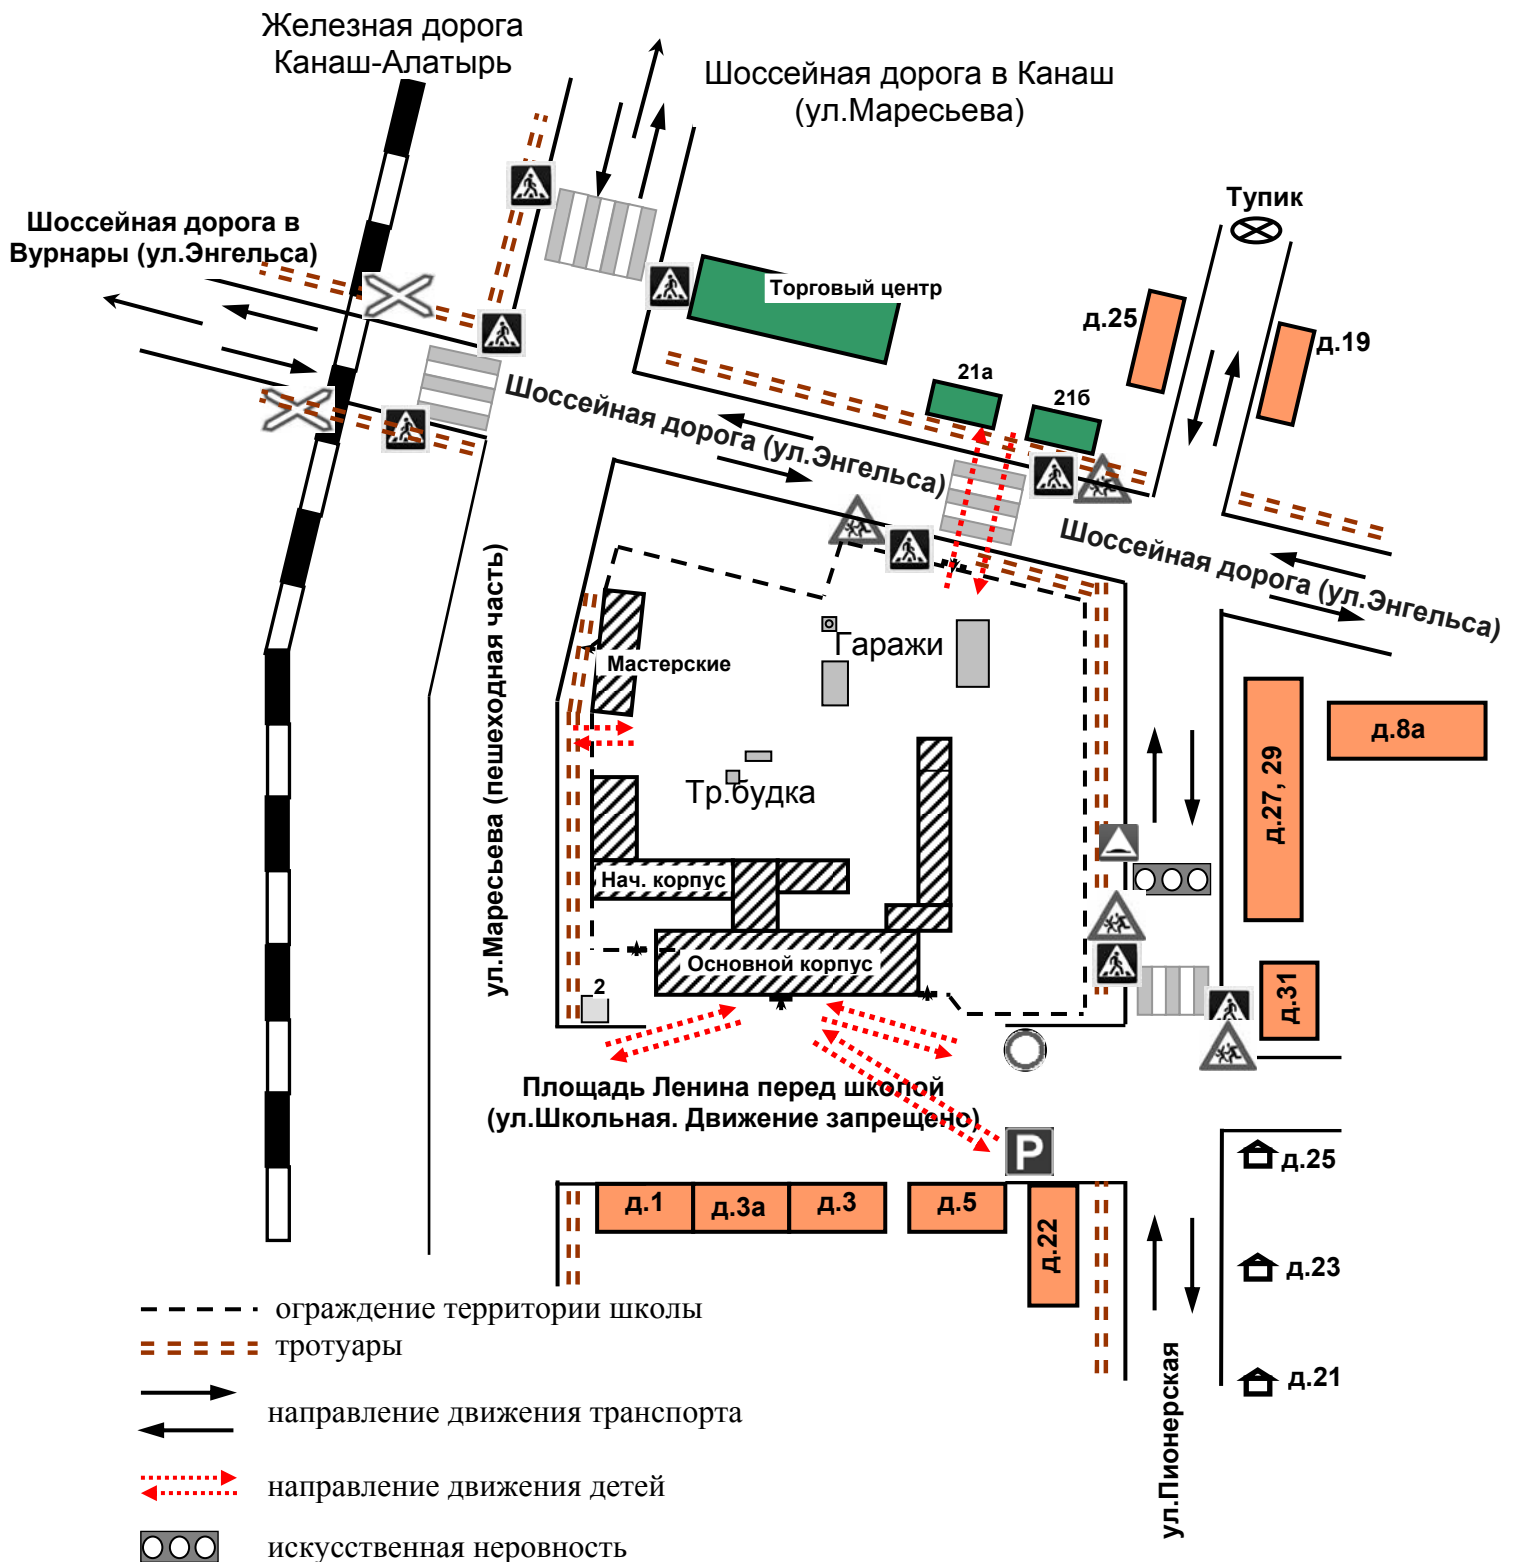 Железная дорога
Канаш-Алатырь
Шоссейная дорога в Канаш
(ул.Маресьева)
Шоссейная дорога в
Вурнары (ул.Энгельса)
Тупик
Торговый центр
д.25
д.19
21а
21б
Шоссейная дорога (ул.Энгельса)
Шоссейная дорога (ул.Энгельса)
ул.Маресьева (пешеходная часть)
Гаражи
Мастерские
д.8а
д.27, 29
Тр.будка
Нач. корпус
Основной корпус
2
д.31
Площадь Ленина перед школой
(ул.Школьная. Движение запрещено)
P
д.25
д.1
д.3а
д.3
д.5
д.22
д.23
д.21
ул.Пионерская
ограждение территории школы
тротуары
направление движения транспорта
направление движения детей
искусственная неровность